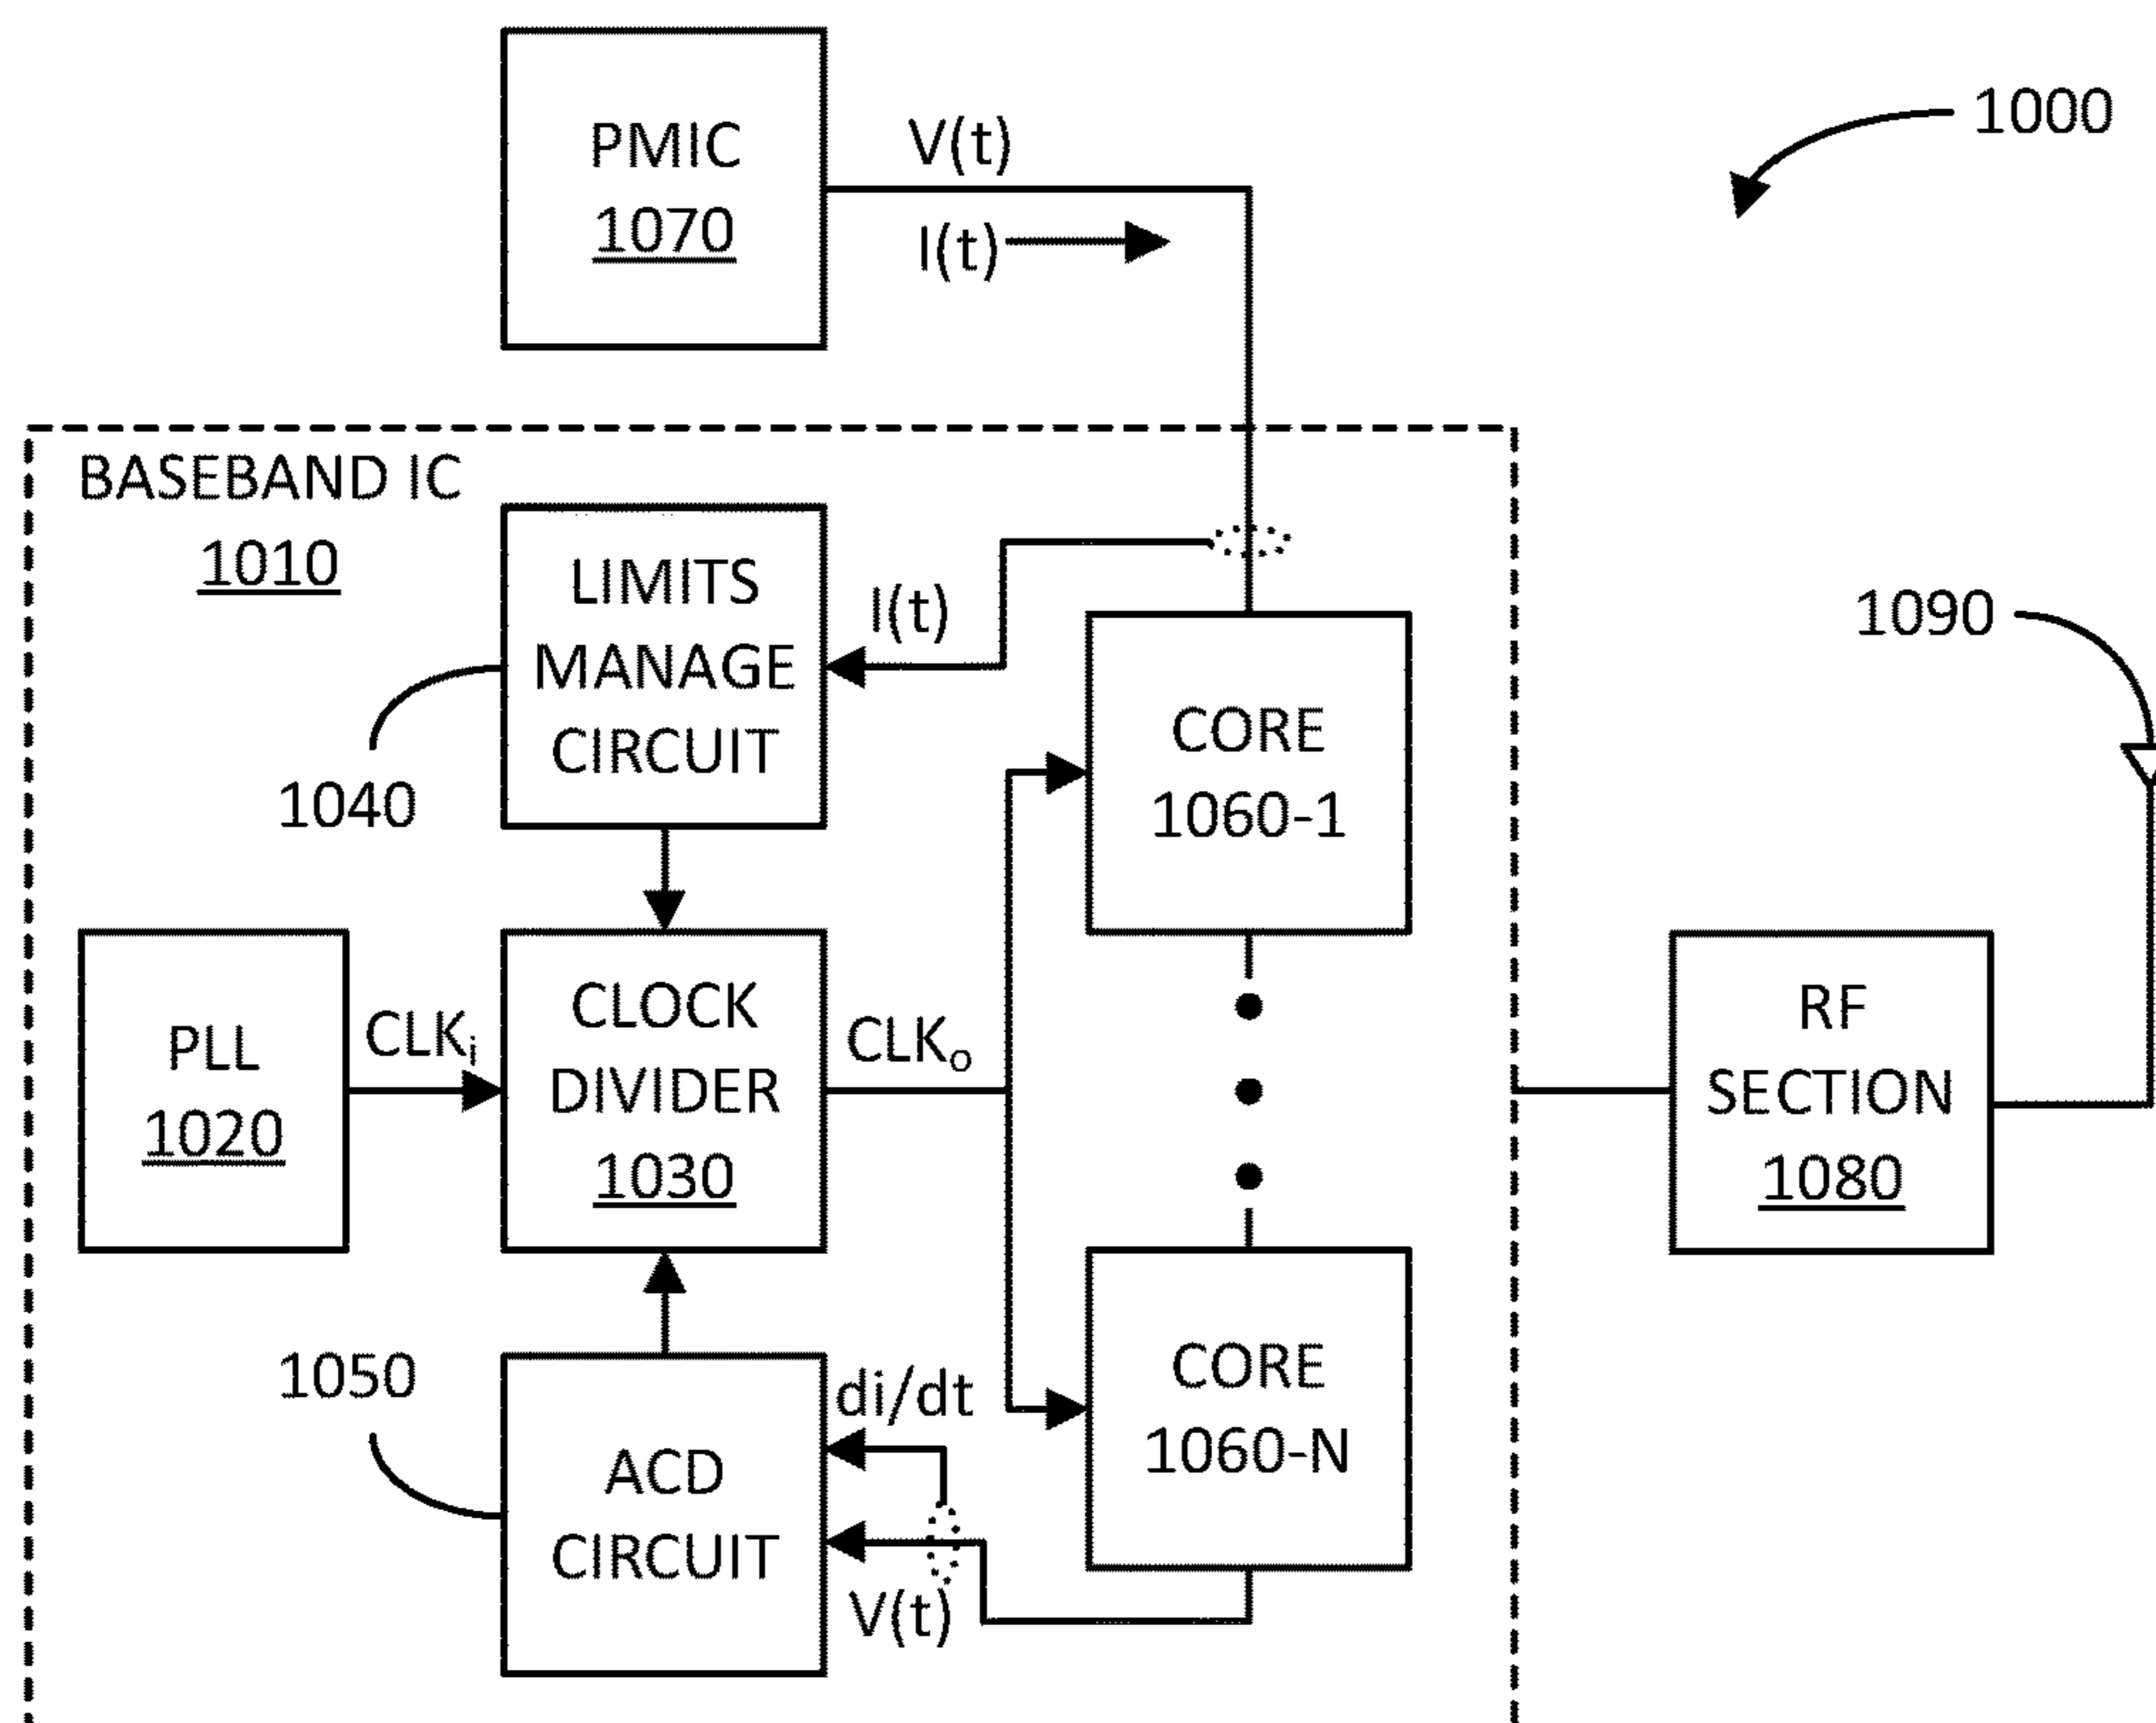 PMIC
1070
V(t)
I(t)
1000
BASEBAND IC
1010
LIMITS
MANAGE
CIRCUIT
1040
I(t)
CORE
1060-1
1090
PLL
1020
CLKi
CLOCK
DIVIDER
1030
CLKo
RF
SECTION
1080
1050
ACD
CIRCUIT
di/dt
V(t)
CORE
1060-N